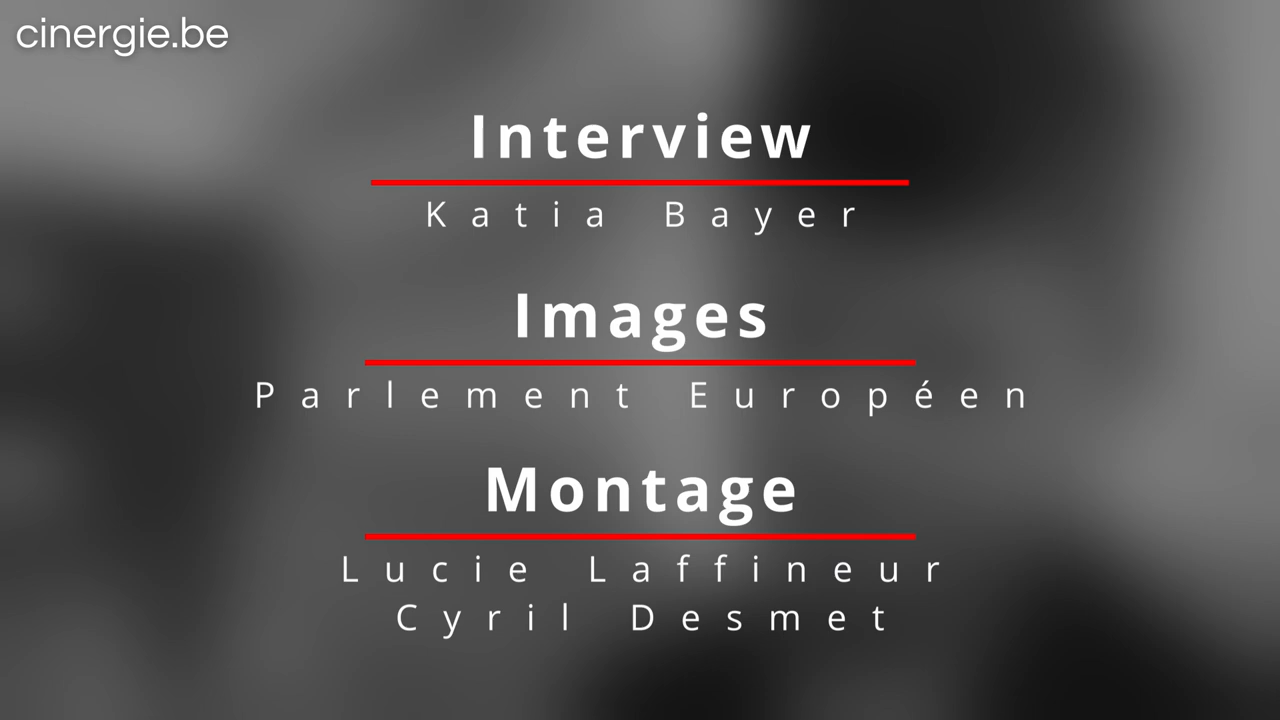 cinergie.be
Interview
Katia Bayer
Images
Parlement Européen
Montage
Lucie Laffineur
Cyril Desmet